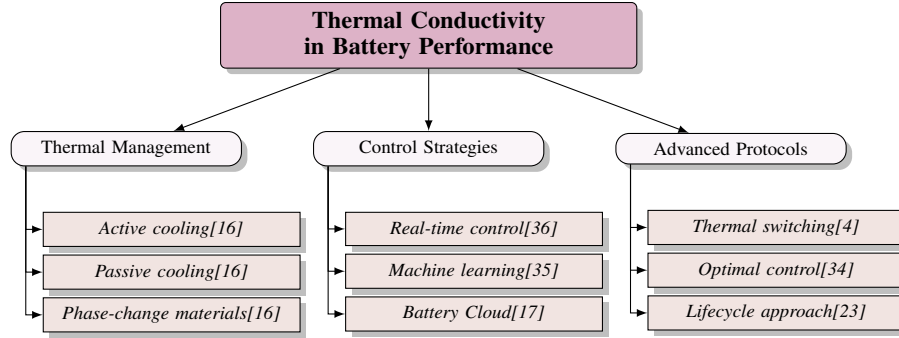 Thermal Conductivity
in Battery Performance
Thermal Management
Active cooling[16]
Passive cooling[16]
Phase-change materials[16]
Control Strategies
Real-time control[36]
Machine learning[35]
Battery Cloud[17]
Advanced Protocols
Thermal switching[4]
Optimal control[34]
Lifecycle approach[23]